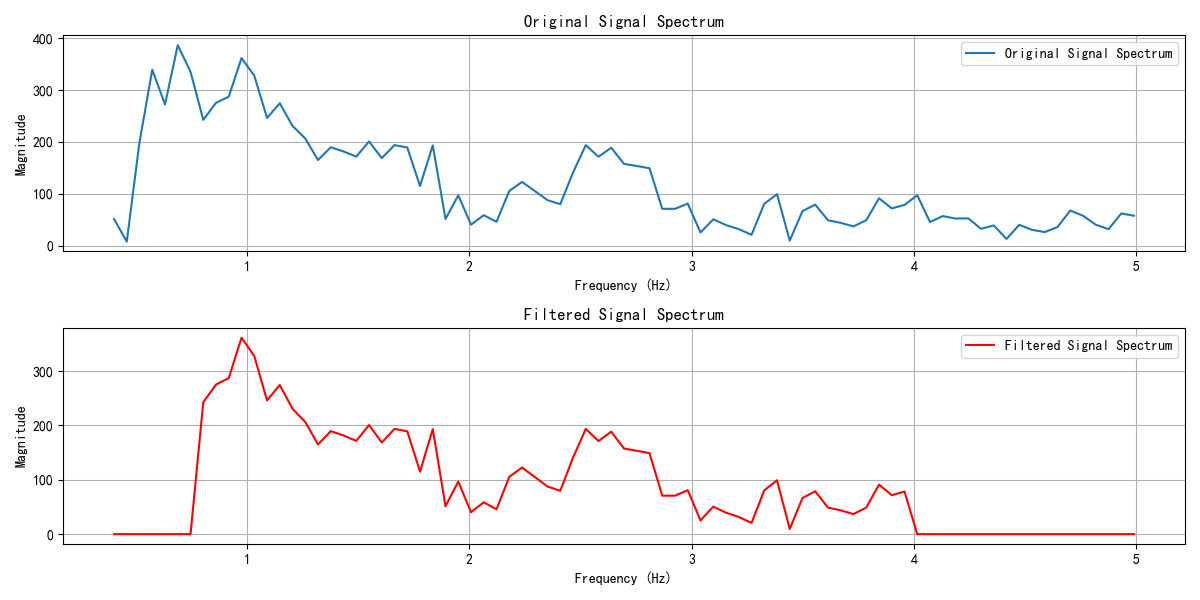 Original Signal Spectrum
400
300
200
100
0
Magnitude
Original Signal Spectrum
1 2 3 4 5
Frequency (Hz)
Filtered Signal Spectrum
300
200
100
0
Magnitude
Filtered Signal Spectrum
1 2 3 4 5
Frequency (Hz)